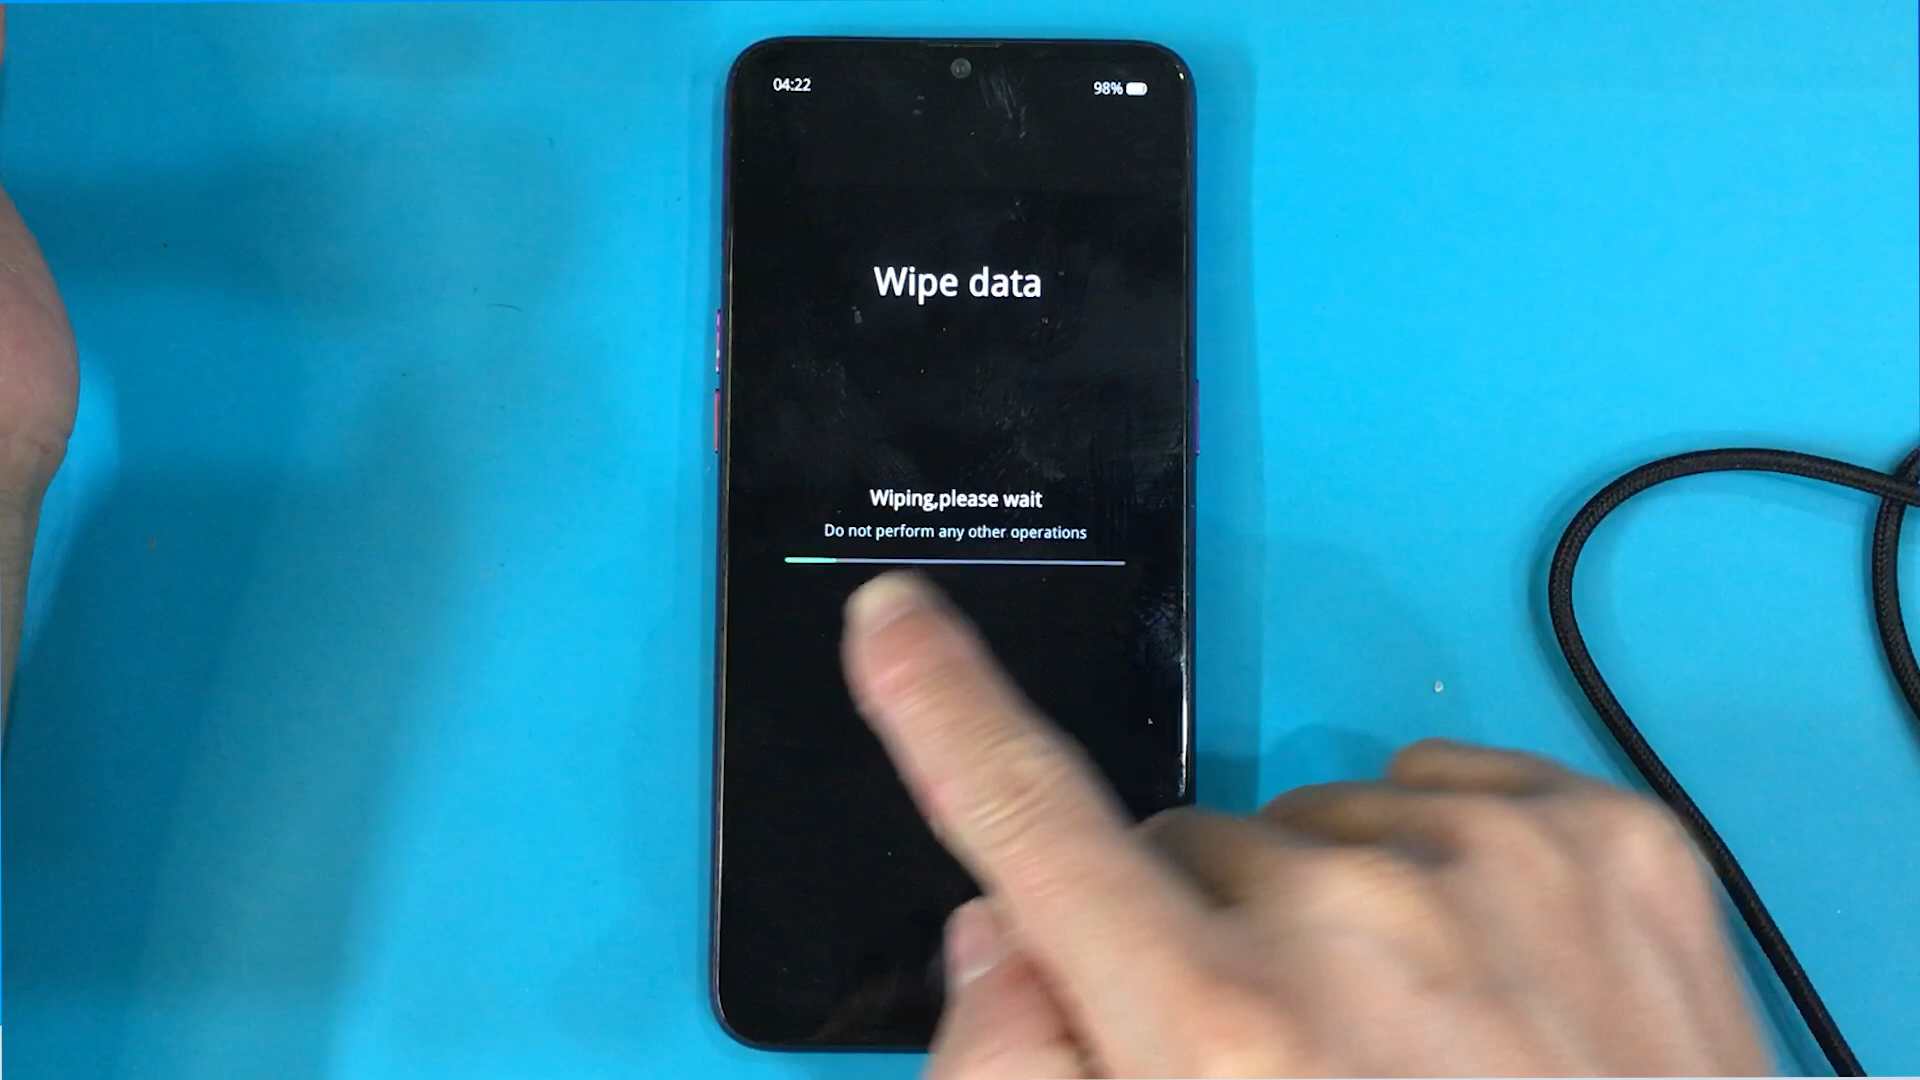 04:22
98%
Wipe data
Wiping,please wait
Do not perform any other operations